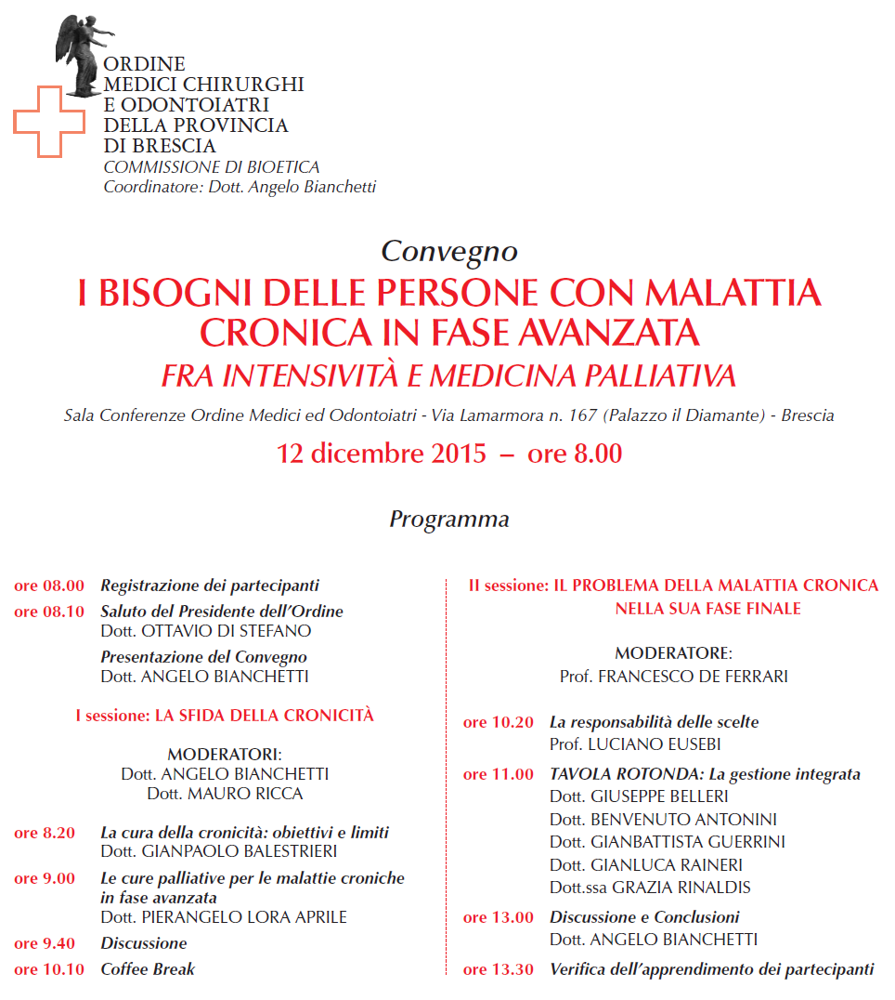 ORDINE
MEDICI CHIRURGHI
E ODONTOIATRI
DELLA PROVINCIA
DI BRESCIA
COMMISSIONE DI BIOETICA
Coordinatore: Dott. Angelo Bianchetti
Convegno
I BISOGNI DELLE PERSONE CON MALATTIA
CRONICA IN FASE AVANZATA
FRA INTENSIVITÀ E MEDICINA PALLIATIVA
Sala Conferenze Ordine Medici ed Odontoiatri - Via Lamarmora n. 167 (Palazzo il Diamante) - Brescia
12 dicembre 2015 – ore 8.00
Programma
ore 08.00 Registrazione dei partecipanti
ore 08.10 Saluto del Presidente dell'Ordine
Dott. OTTAVIO DI STEFANO
Presentazione del Convegno
Dott. ANGELO BIANCHETTI
I sessione: LA SFIDA DELLA CRONICITÀ
MODERATORI:
Dott. ANGELO BIANCHETTI
Dott. MAURO RICCA
ore 8.20 La cura della cronicità: obiettivi e limiti
Dott. GIANPAOLO BALESTRIERI
ore 9.00 Le cure palliative per le malattie croniche
in fase avanzata
Dott. PIERANGELO LORA APRILE
ore 9.40 Discussione
ore 10.10 Coffee Break
II sessione: IL PROBLEMA DELLA MALATTIA CRONICA
NELLA SUA FASE FINALE
MODERATORE:
Prof. FRANCESCO DE FERRARI
ore 10.20 La responsabilità delle scelte
Prof. LUCIANO EUSEBI
ore 11.00 TAVOLA ROTONDA: La gestione integrata
Dott. GIUSEPPE BELLERI
Dott. BENVENUTO ANTONINI
Dott. GIANBATTISTA GUERRINI
Dott. GIANLUCA RAINERI
Dott.ssa GRAZIA RINALDIS
ore 13.00 Discussione e Conclusioni
Dott. ANGELO BIANCHETTI
ore 13.30 Verifica dell'apprendimento dei partecipanti